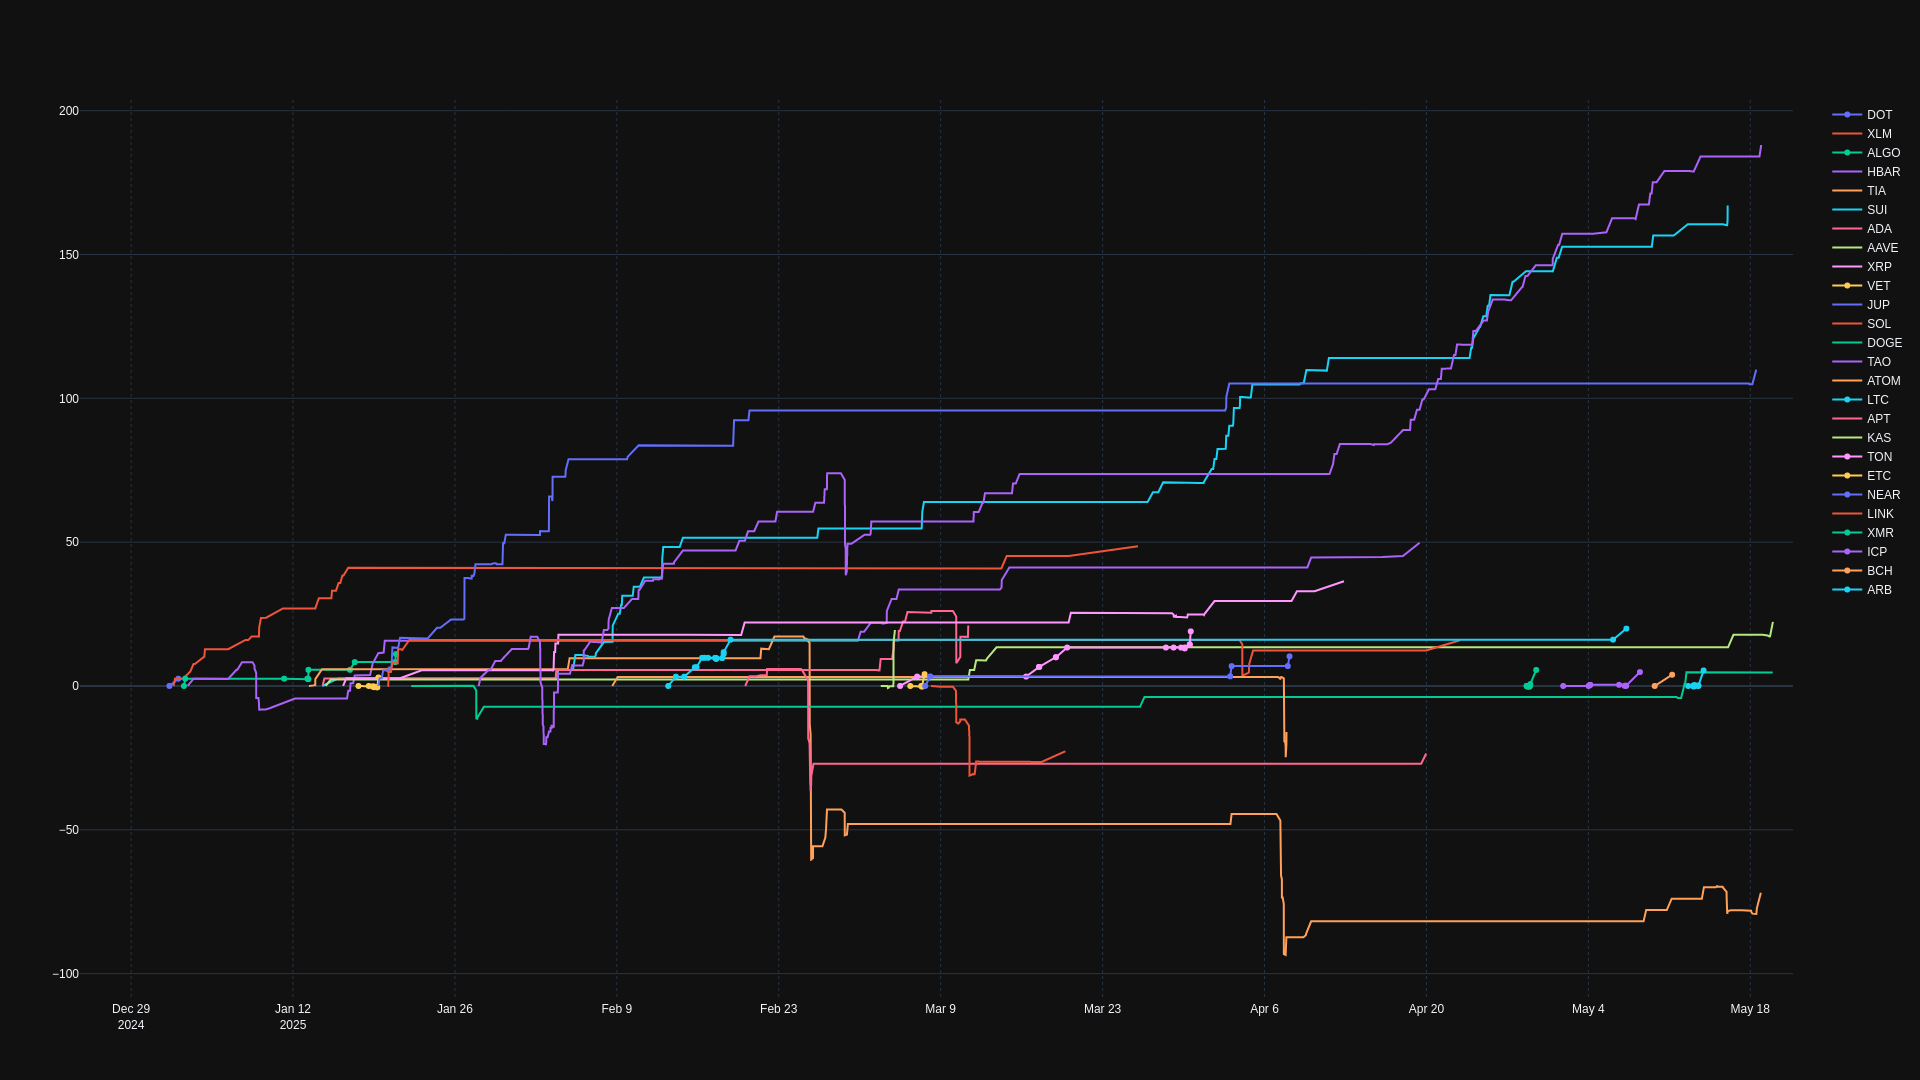 200
150
100
50
0
−50
−100
Dec 29
2024
Jan 12
2025
Jan 26
Feb 9
Feb 23
Mar 9
Mar 23
Apr 6
Apr 20
May 4
May 18
DOT
XLM
ALGO
HBAR
TIA
SUI
ADA
AAVE
XRP
VET
JUP
SOL
DOGE
TAO
ATOM
LTC
APT
KAS
TON
ETC
NEAR
LINK
XMR
ICP
BCH
ARB